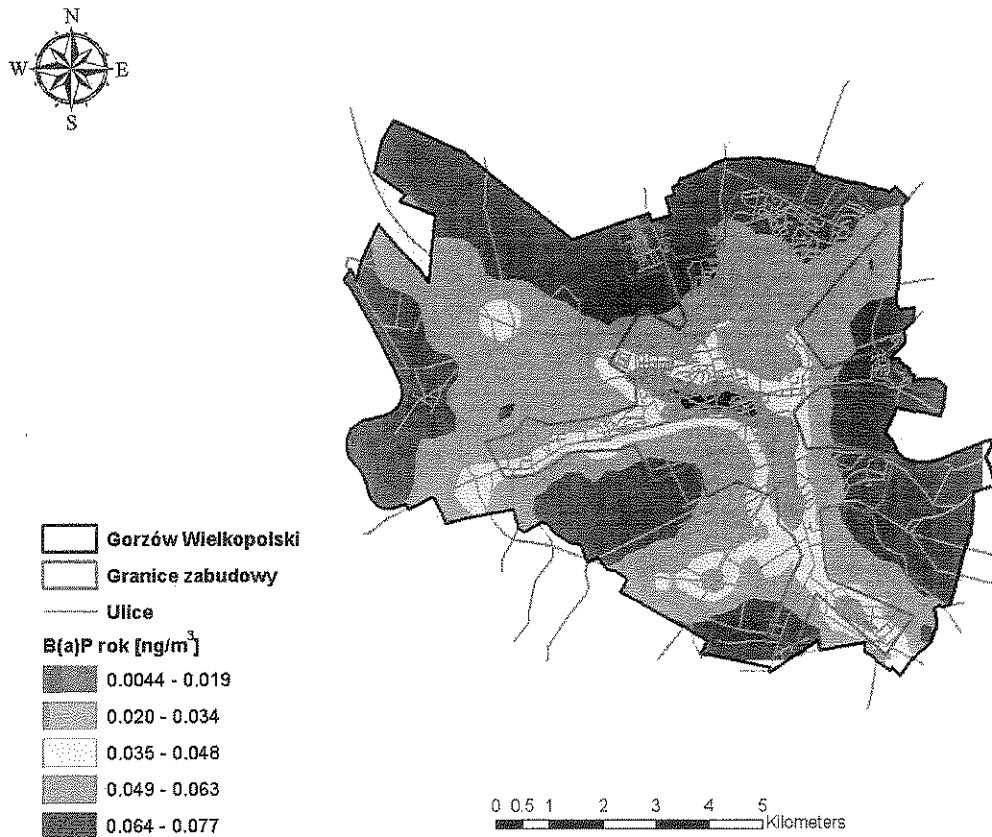 N
W E
S
Gorzów Wielkopolski
Granice zabudowy
Ulice
B(a)P rok [ng/m³]
0.0044 - 0.019
0.020 - 0.034
0.035 - 0.048
0.049 - 0.063
0.064 - 0.077
0 0.5 1 2 3 4 5
Kilometers